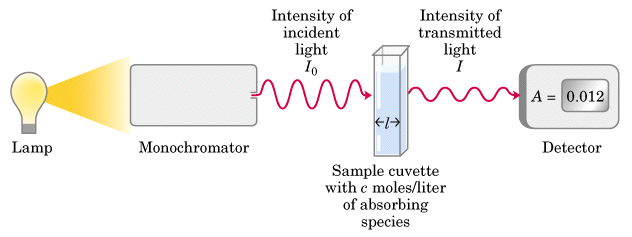 Intensity of
incident
light
I₀
Intensity of
transmitted
light
I
A = 0.012
←l→
Lamp
Monochromator
Detector
Sample cuvette
with c moles/liter
of absorbing
species